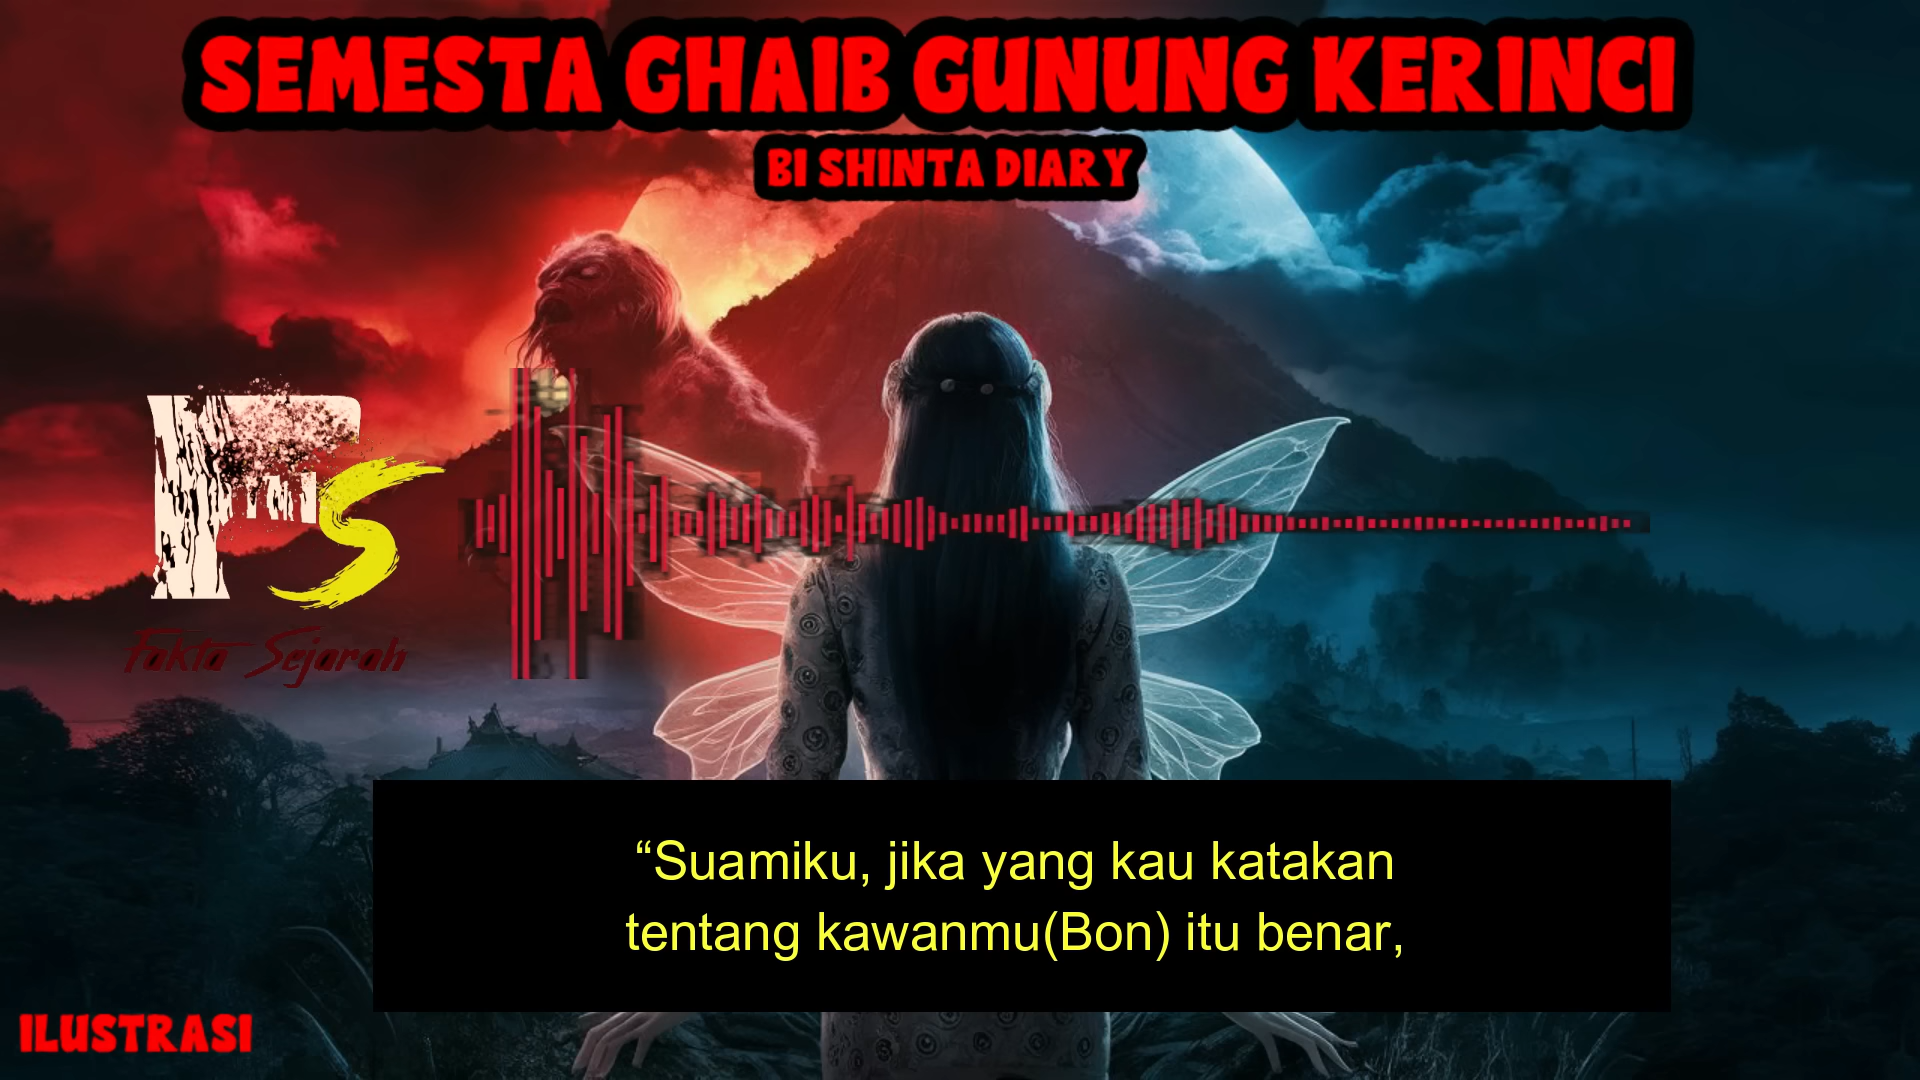 SEMESTA GHAIB GUNUNG KERINCI
BI SHINTA DIARY
FS
Fakta Sejarah
“Suamiku, jika yang kau katakan
tentang kawanmu(Bon) itu benar,
ILUSTRASI